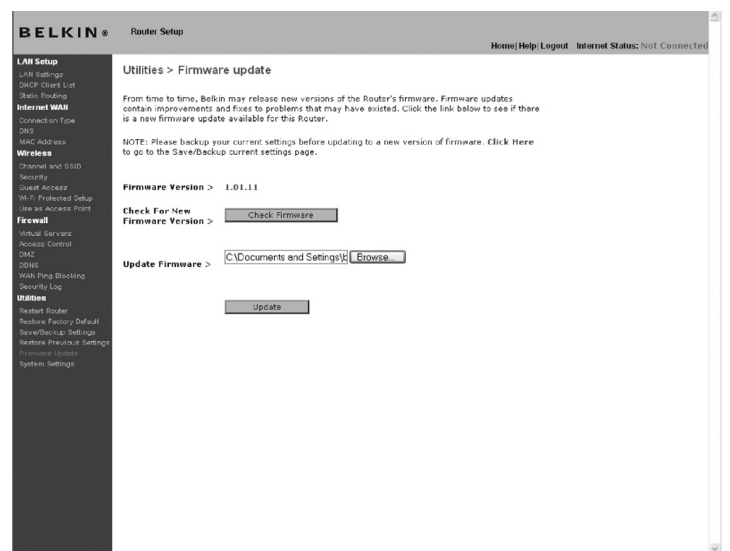 BELKIN®
Router Setup
Home|Help|Logout Internet Status: Not Connected
LAN Setup
LAN Settings
DHCP Client List
Static Routing
Internet WAN
Connection Type
DNS
MAC Address
Wireless
Channel and SSID
Security
Guest Access
Wi-Fi Protected Setup
Use as Access Point
Firewall
Virtual Servers
Access Control
DMZ
DDNS
WAN Ping Blocking
Security Log
Utilities
Restart Router
Restore Factory Default
Save/Backup Settings
Restore Previous Settings
Firmware Update
System Settings
Utilities > Firmware update
From time to time, Belkin may release new versions of the Router's firmware. Firmware updates
contain improvements and fixes to problems that may have existed. Click the link below to see if there
is a new firmware update available for this Router.
NOTE: Please backup your current settings before updating to a new version of firmware. Click Here
to go to the Save/Backup current settings page.
Firmware Version > 1.01.11
Check For New
Firmware Version >
Check Firmware
Update Firmware >
C:\Documents and Settings\b
Browse...
Update